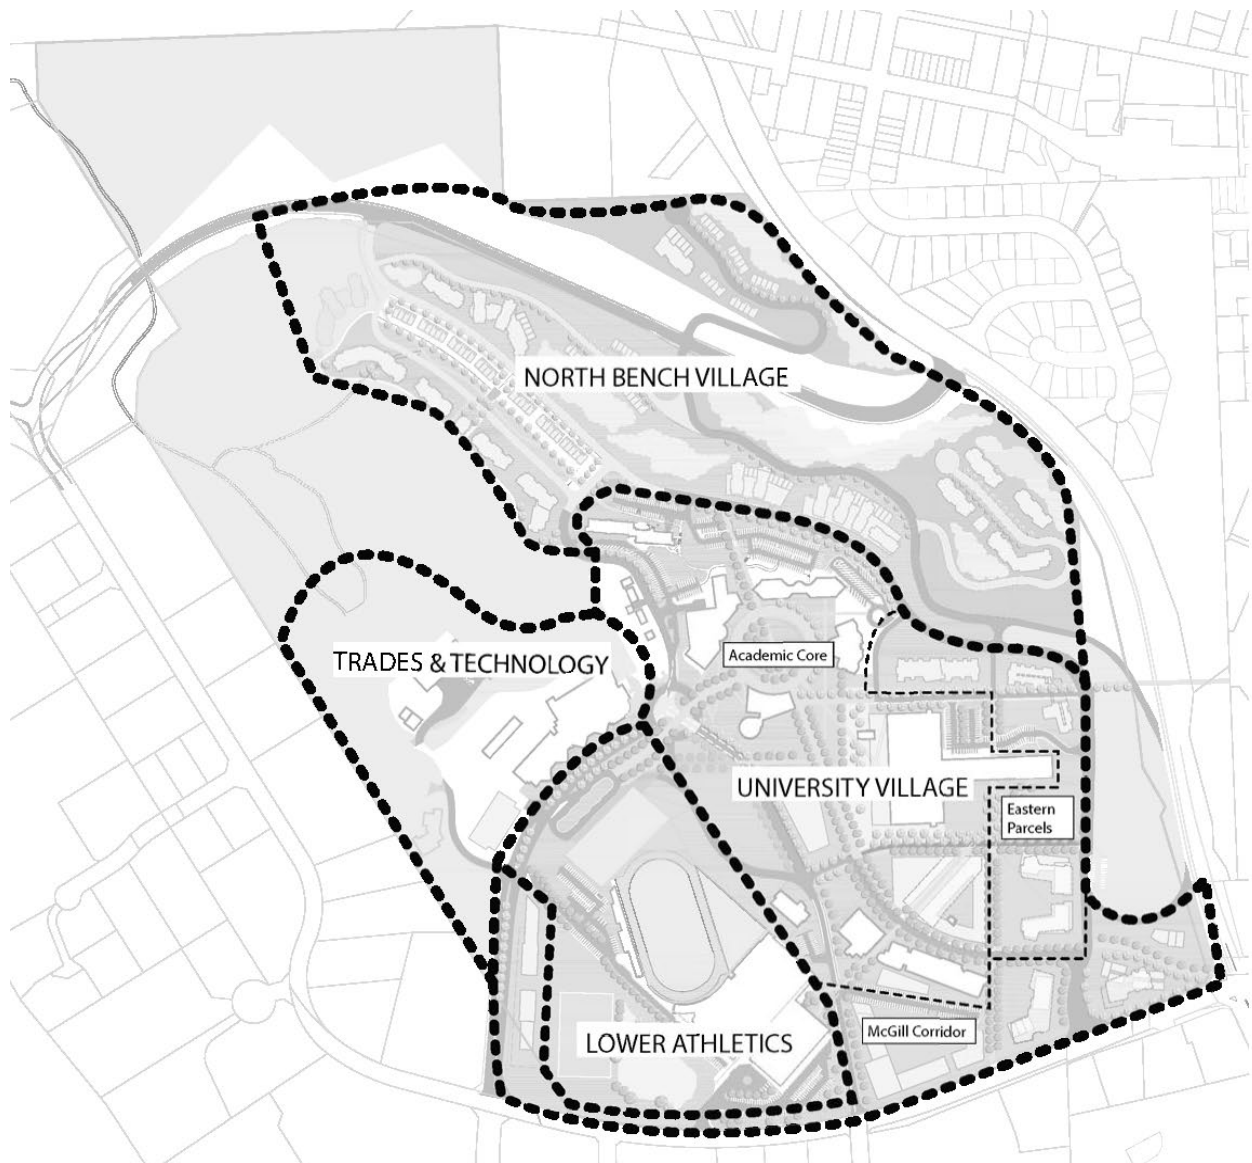 NORTH BENCH VILLAGE
Academic Core
TRADES & TECHNOLOGY
UNIVERSITY VILLAGE
Eastern
Parcels
McGill Corridor
LOWER ATHLETICS